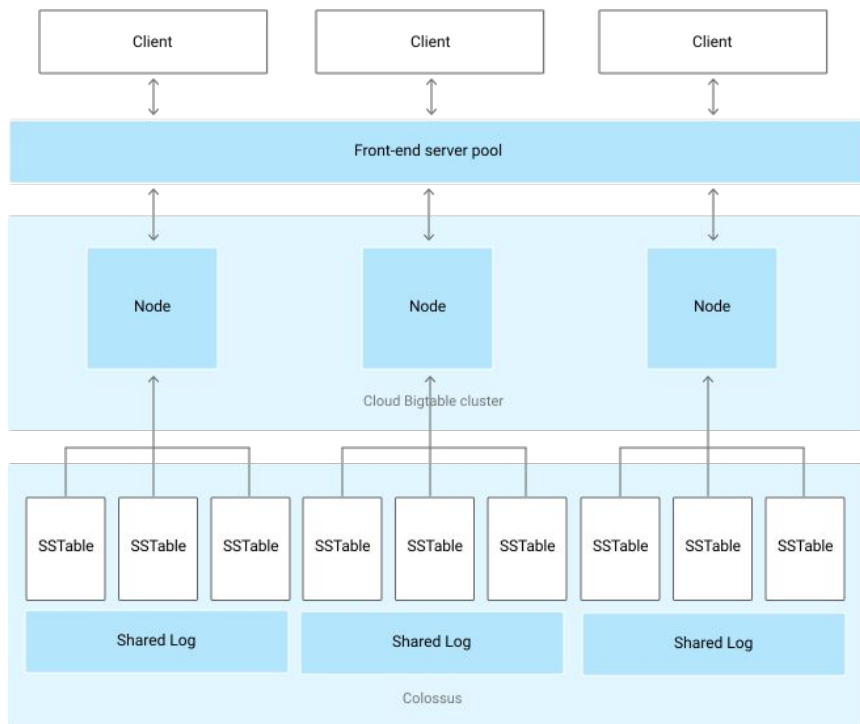 Client
Client
Client
Front-end server pool
Node
Node
Node
Cloud Bigtable cluster
SSTable
SSTable
SSTable
SSTable
SSTable
SSTable
SSTable
SSTable
SSTable
Shared Log
Shared Log
Shared Log
Colossus